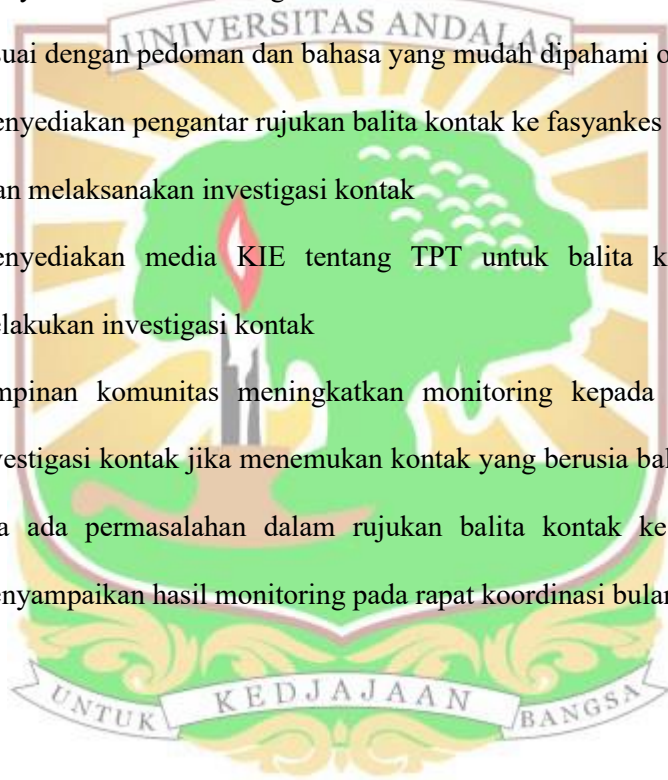 UNIVERSITAS ANDALAS
suai dengan pedoman dan bahasa yang mudah dipahami o
enyediakan pengantar rujukan balita kontak ke fasyankes
an melaksanakan investigasi kontak
enyediakan media KIE tentang TPT untuk balita k
elakukan investigasi kontak
mpinan komunitas meningkatkan monitoring kepada
vestigasi kontak jika menemukan kontak yang berusia bal
a ada permasalahan dalam rujukan balita kontak ke
enyampaikan hasil monitoring pada rapat koordinasi bulan
UNTUK KEDJAJAAN BANGSA